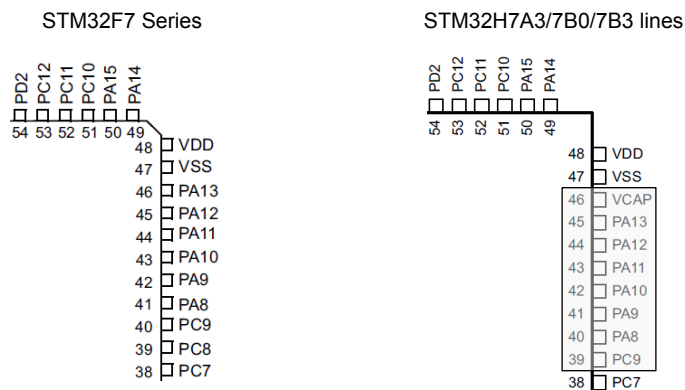 STM32F7 Series
PD2
PC12
PC11
PC10
PA15
PA14
54 53 52 51 50 49
48 VDD
47 VSS
46 PA13
45 PA12
44 PA11
43 PA10
42 PA9
41 PA8
40 PC9
39 PC8
38 PC7
STM32H7A3/7B0/7B3 lines
PD2
PC12
PC11
PC10
PA15
PA14
54
53
52
51
50
49
48 VDD
47 VSS
46 VCAP
45 PA13
44 PA12
43 PA11
42 PA10
41 PA9
40 PA8
39 PC9
38 PC7